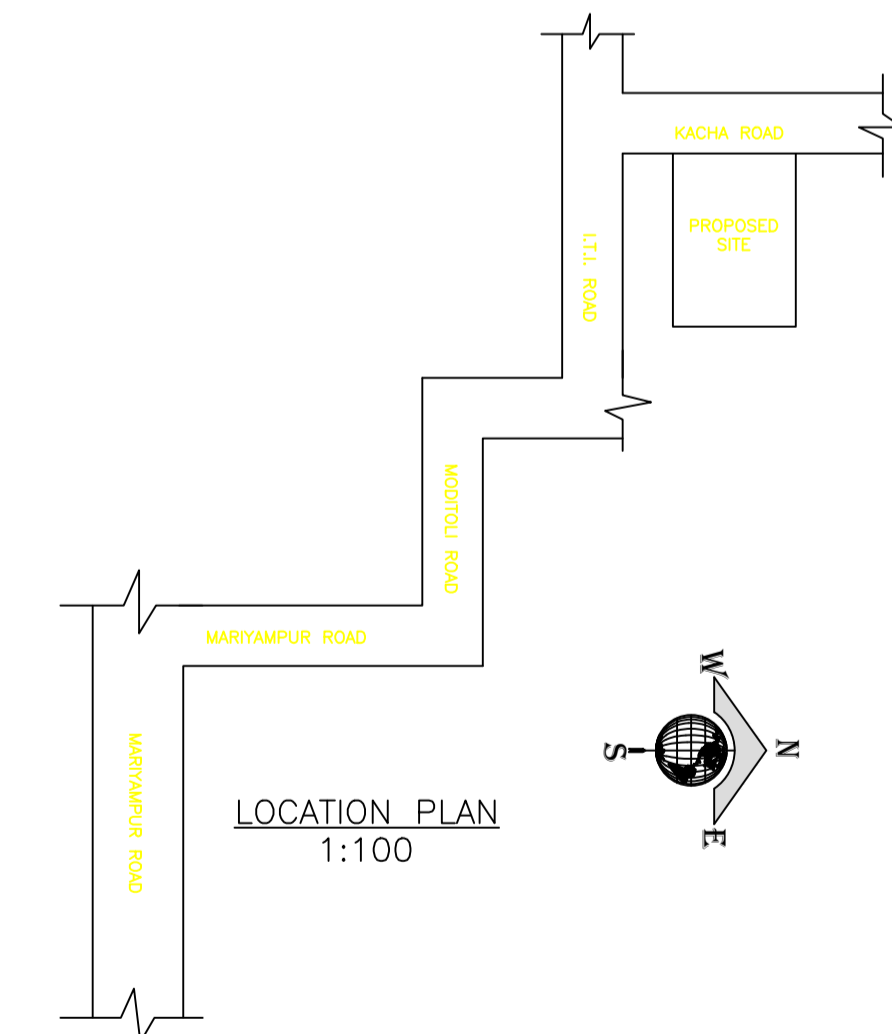 KACHA ROAD
PROPOSED
SITE
I.T.I. ROAD
MODITOLI ROAD
MARIYAMPUR ROAD
MARIYAMPUR ROAD
W
N
S
E
LOCATION PLAN
1:100